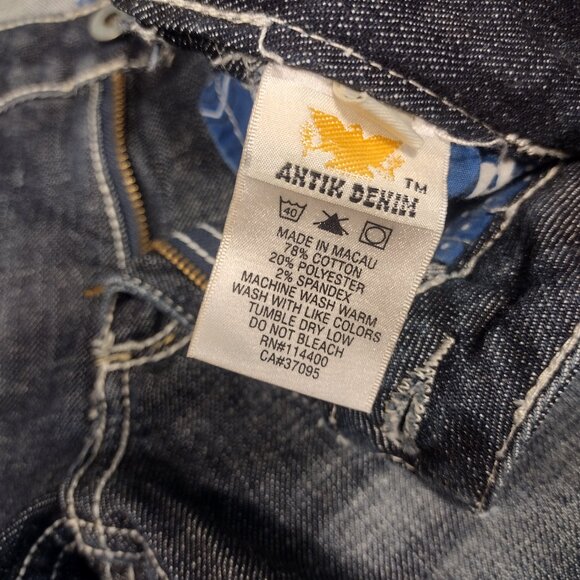 ANTIK DENIM™
40
MADE IN MACAU
78% COTTON
20% POLYESTER
2% SPANDEX
MACHINE WASH WARM
WASH WITH LIKE COLORS
TUMBLE DRY LOW
DO NOT BLEACH
RN#114400
CA#37095